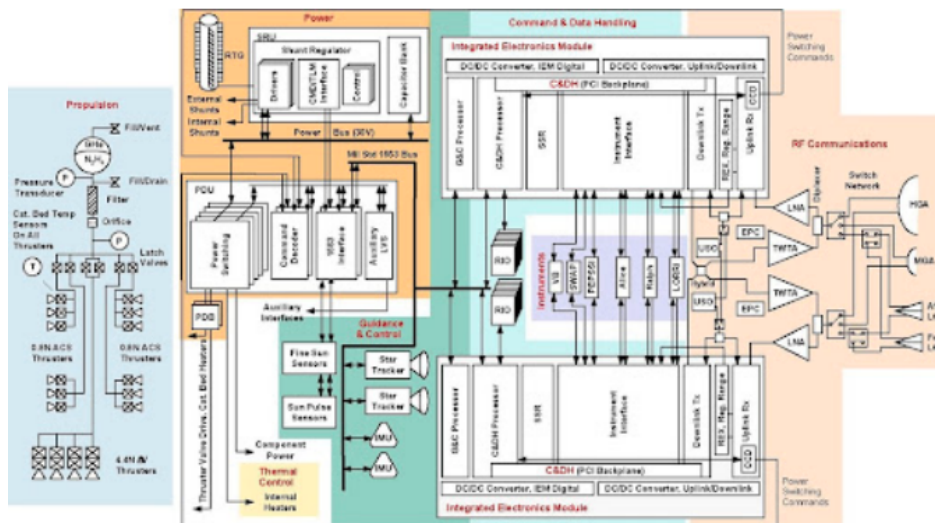 Power
Command & Data Handling
SRU
RTG
Shunt Regulator
Drivers
CMD/TLM
Interface
Control
Capacitor Bank
External
Shunts
Internal
Shunts
Power Bus (30V)
Mil Std 1553 Bus
Integrated Electronics Module
DC/DC Converter, IEM Digital
DC/DC Converter, Uplink/Downlink
C&DH (PCI Backplane)
G&C Processor
C&DH Processor
SSR
Instrument
Interface
Downlink Tx
REX, Reg, Range
Uplink Rx
CCD
Power
Switching
Commands
Propulsion
Fill/Vent
GHe
N₂H₄
Pressure
Transducer
P
Fill/Drain
Filter
Orifice
Cat. Bed Temp
Sensors
On All
Thrusters
P
T
Latch
Valves
0.8N ACS
Thrusters
0.8N ACS
Thrusters
4.4N ΔV
Thrusters
PDU
Power
Switching
Command
Decoder
1553
Interface
Auxiliary
PDB
Auxiliary
Interfaces
Thruster Valve Drive, Cat. Bed Heaters
Guidance
& Control
Fine Sun
Sensors
Sun Pulse
Sensors
Star
Tracker
Star
Tracker
IMU
IMU
Component
Power
Thermal
Control
Internal
Heaters
RIO
RIO
Instruments
SWAP
PEPSSI
Alice
Ralph
LORRI
RF Communications
Switch
Network
Diplexer
LNA
HGA
EPC
USO
TWTA
MGA
Hybrid
TWTA
USO
EPC
LNA
G&C Processor
C&DH Processor
SSR
Instrument
Interface
Downlink Tx
REX, Reg, Range
Uplink Rx
CCD
C&DH (PCI Backplane)
DC/DC Converter, IEM Digital
DC/DC Converter, Uplink/Downlink
Integrated Electronics Module
Power
Switching
Commands